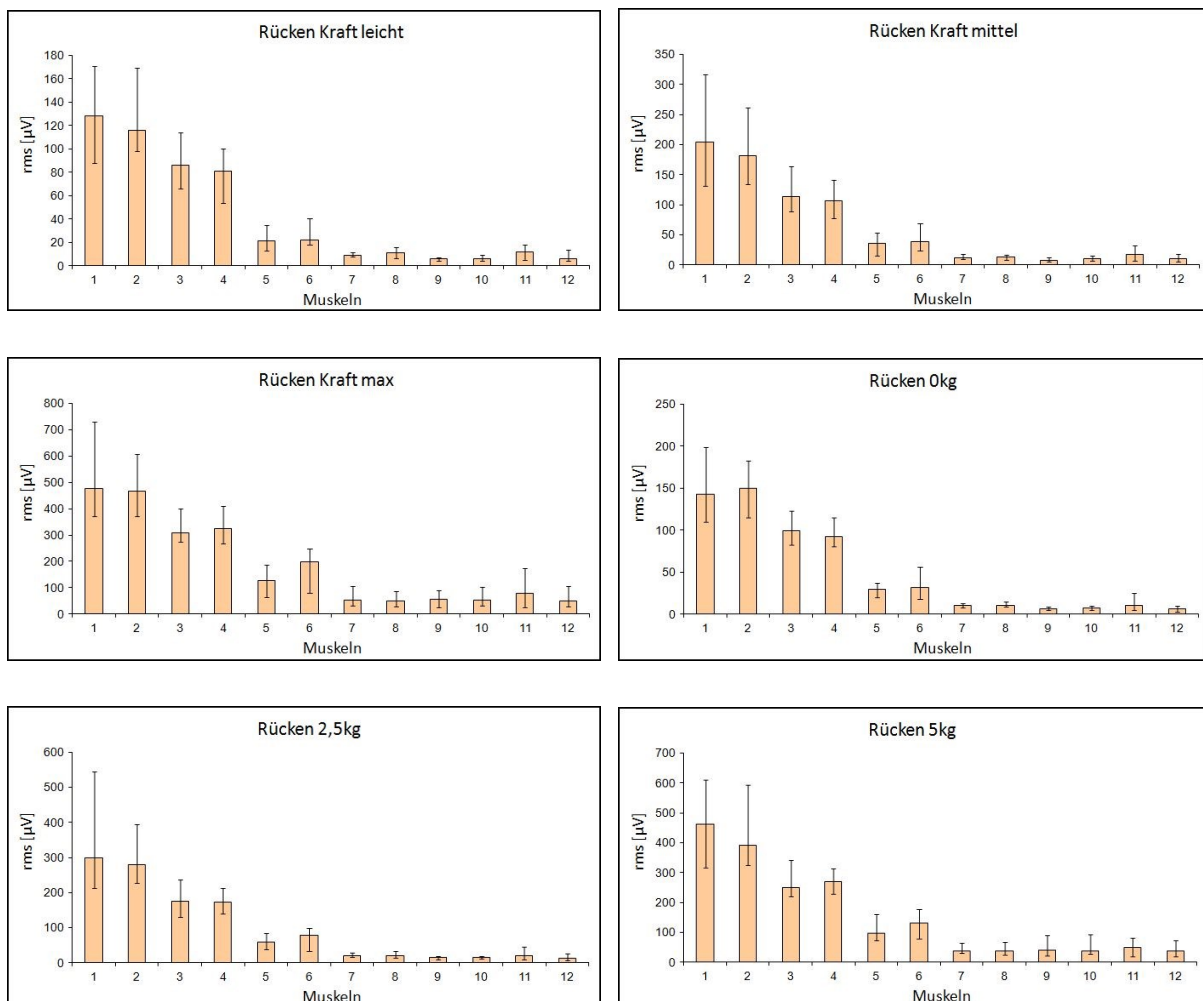 Rücken Kraft leicht
rms [µV]
180
160
140
120
100
80
60
40
20
0
1 2 3 4 5 6 7 8 9 10 11 12
Muskeln
Rücken Kraft mittel
rms [µV]
350
300
250
200
150
100
50
0
1 2 3 4 5 6 7 8 9 10 11 12
Muskeln
Rücken Kraft max
rms [µV]
800
700
600
500
400
300
200
100
0
1 2 3 4 5 6 7 8 9 10 11 12
Muskeln
Rücken 0kg
rms [µV]
250
200
150
100
50
0
1 2 3 4 5 6 7 8 9 10 11 12
Muskeln
Rücken 2,5kg
rms [µV]
600
500
400
300
200
100
0
1 2 3 4 5 6 7 8 9 10 11 12
Muskeln
Rücken 5kg
rms [µV]
700
600
500
400
300
200
100
0
1 2 3 4 5 6 7 8 9 10 11 12
Muskeln